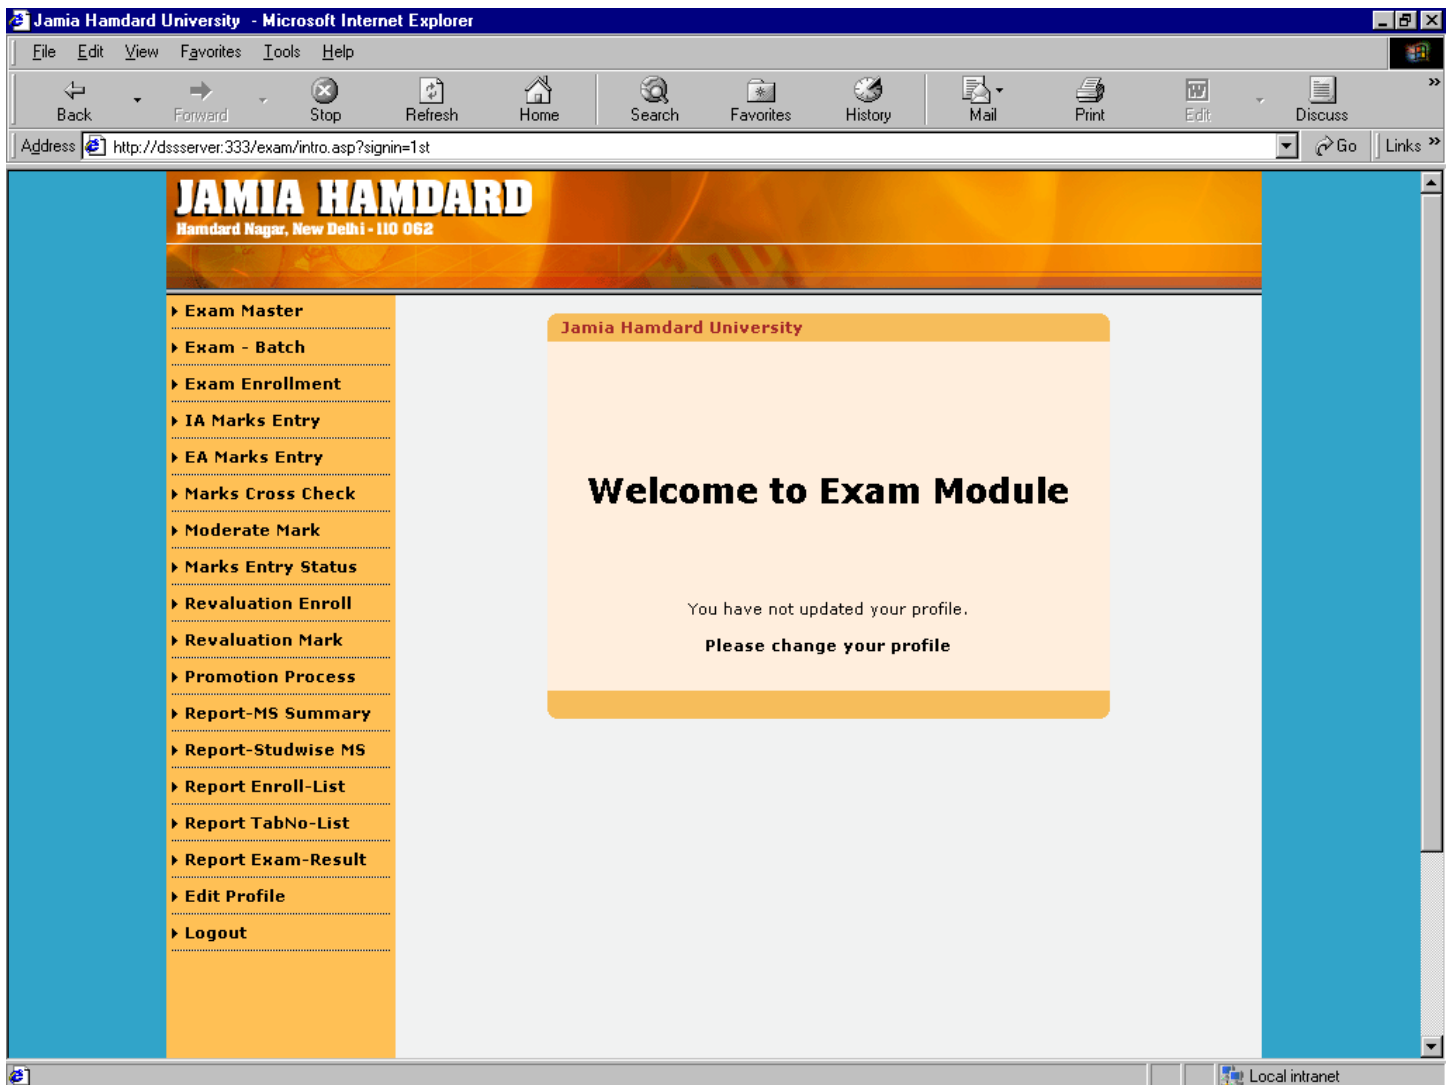 Jamia Hamdard University - Microsoft Internet Explorer
File Edit View Favorites Tools Help
Back Forward Stop Refresh Home Search Favorites History Mail Print Edit Discuss »
Address http://dssserver:333/exam/intro.asp?signin=1st Go Links »
JAMIA HAMDARD
Hamdard Nagar, New Delhi - 110 062
Exam Master
Exam - Batch
Exam Enrollment
IA Marks Entry
EA Marks Entry
Marks Cross Check
Moderate Mark
Marks Entry Status
Revaluation Enroll
Revaluation Mark
Promotion Process
Report-MS Summary
Report-Studwise MS
Report Enroll-List
Report TabNo-List
Report Exam-Result
Edit Profile
Logout
Jamia Hamdard University
Welcome to Exam Module
You have not updated your profile.
Please change your profile
Local intranet